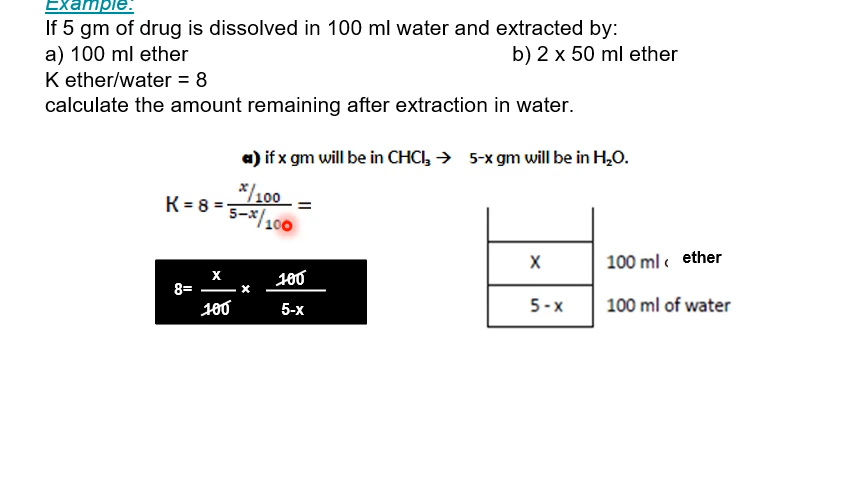 Example:
If 5 gm of drug is dissolved in 100 ml water and extracted by:
a) 100 ml ether b) 2 x 50 ml ether
K ether/water = 8
calculate the amount remaining after extraction in water.
a) if x gm will be in CHCl₃ → 5-x gm will be in H₂O.
K = 8 = x/100 / 5-x/100 =
8= x/100 x 100/5-x
X 100 ml ether
5 - x 100 ml of water